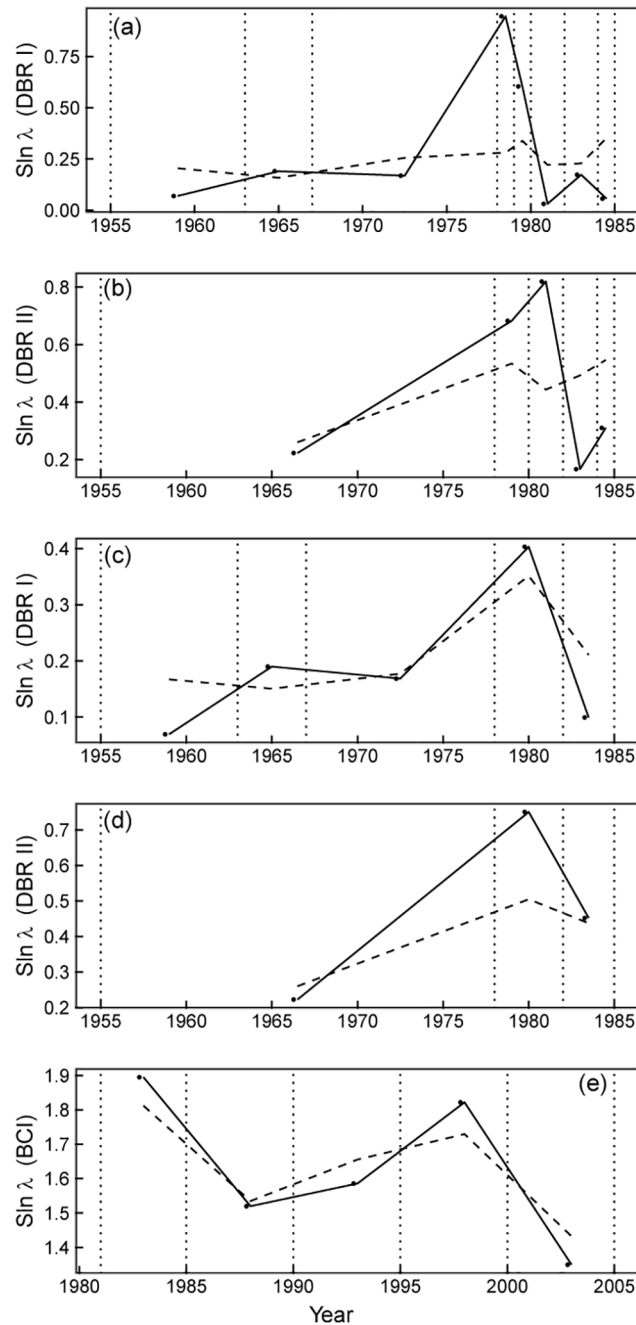 (a)
Sln λ (DBR I)
0.75
0.50
0.25
0.00
1955 1960 1965 1970 1975 1980 1985
(b)
Sln λ (DBR II)
0.8
0.6
0.4
0.2
1955 1960 1965 1970 1975 1980 1985
(c)
Sln λ (DBR I)
0.4
0.3
0.2
0.1
1955 1960 1965 1970 1975 1980 1985
(d)
Sln λ (DBR II)
0.7
0.6
0.5
0.4
0.3
0.2
1955 1960 1965 1970 1975 1980 1985
(e)
Sln λ (BCI)
1.9
1.8
1.7
1.6
1.5
1.4
1980 1985 1990 1995 2000 2005
Year